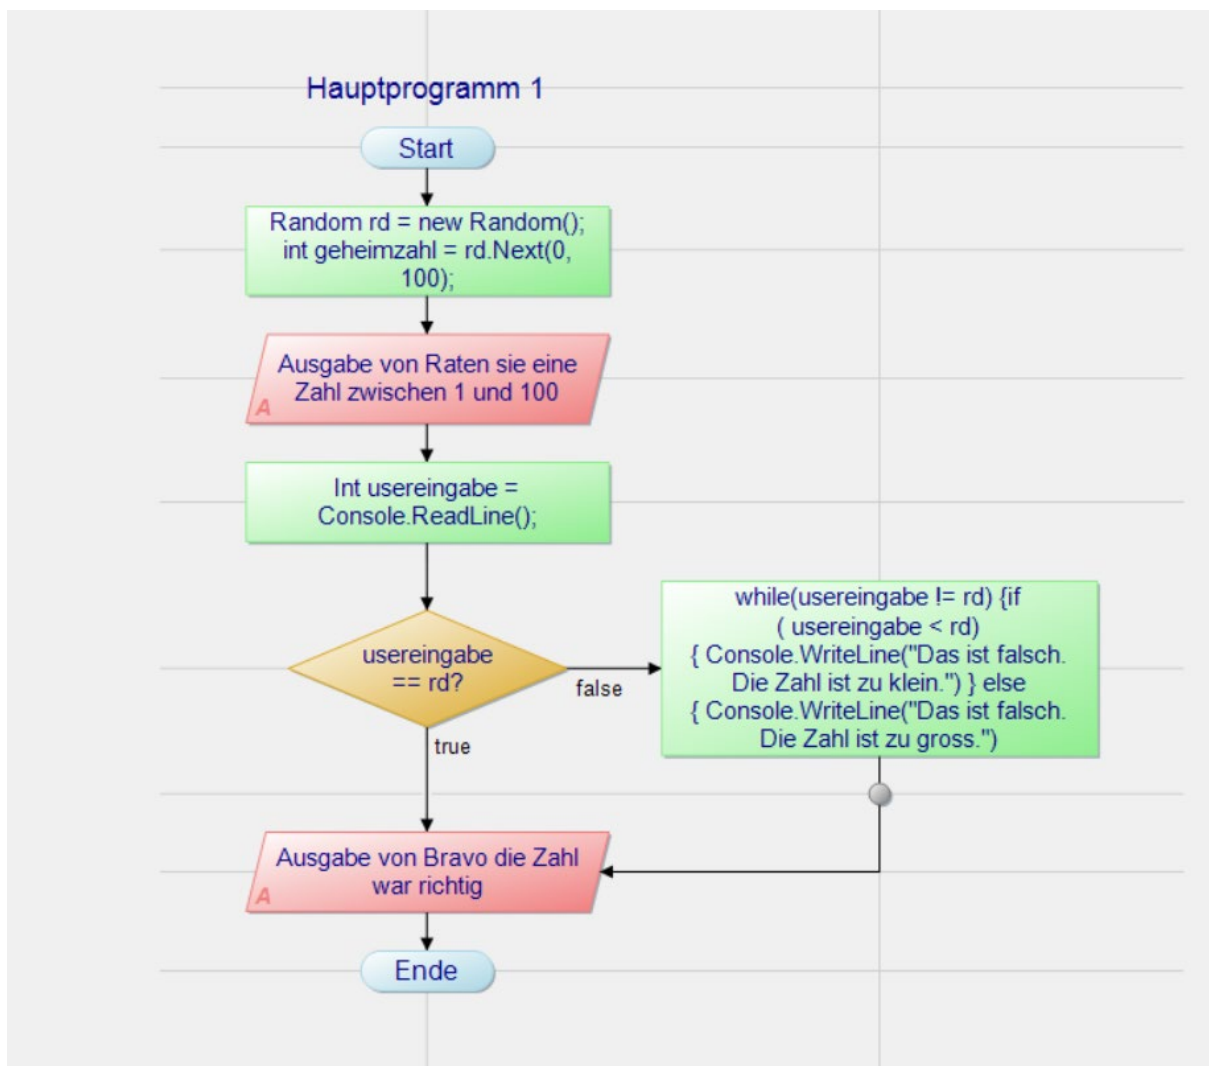 Hauptprogramm 1
Start
Random rd = new Random();
int geheimzahl = rd.Next(0,
100);
Ausgabe von Raten sie eine
Zahl zwischen 1 und 100
A
Int usereingabe =
Console.ReadLine();
usereingabe
== rd?
false
true
while(usereingabe != rd) {if
( usereingabe < rd)
{ Console.WriteLine("Das ist falsch.
Die Zahl ist zu klein.") } else
{ Console.WriteLine("Das ist falsch.
Die Zahl ist zu gross.")
Ausgabe von Bravo die Zahl
war richtig
A
Ende